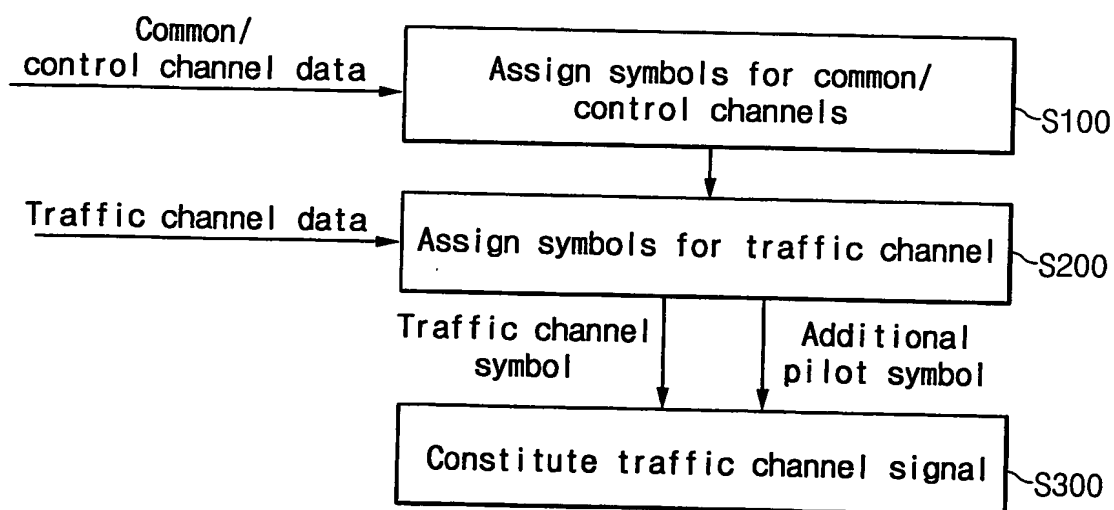 Common/
control channel data
Assign symbols for common/
control channels
S100
Traffic channel data
Assign symbols for traffic channel
S200
Traffic channel
symbol
Additional
pilot symbol
Constitute traffic channel signal
S300